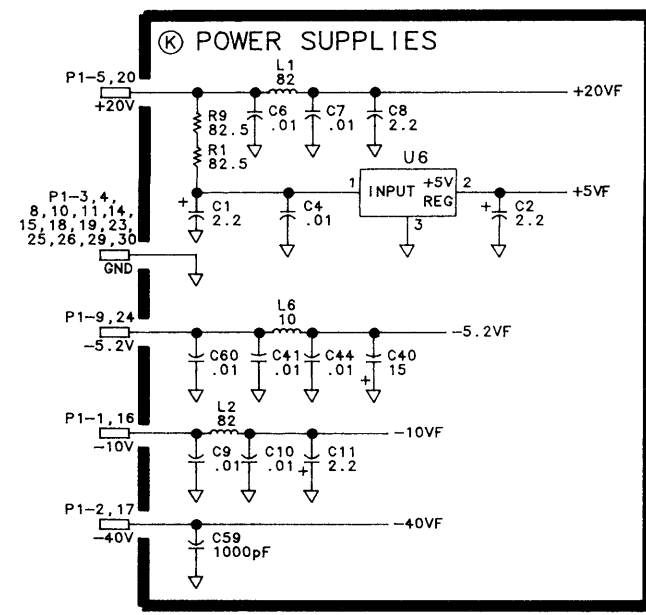 K POWER SUPPLIES
P1-5,20
+20V
L1
82
+20VF
R9
82.5
C6
.01
C7
.01
C8
2.2
R1
82.5
U6
1
INPUT
+5V
REG
2
3
+5VF
P1-3,4,
8,10,11,14,
15,18,19,23,
25,26,29,30
GND
+
C1
2.2
C4
.01
+
C2
2.2
P1-9,24
-5.2V
L6
10
-5.2VF
C60
.01
C41
.01
C44
.01
C40
15
+
P1-1,16
-10V
L2
82
-10VF
C9
.01
C10
.01
C11
2.2
+
P1-2,17
-40V
-40VF
C59
1000pF